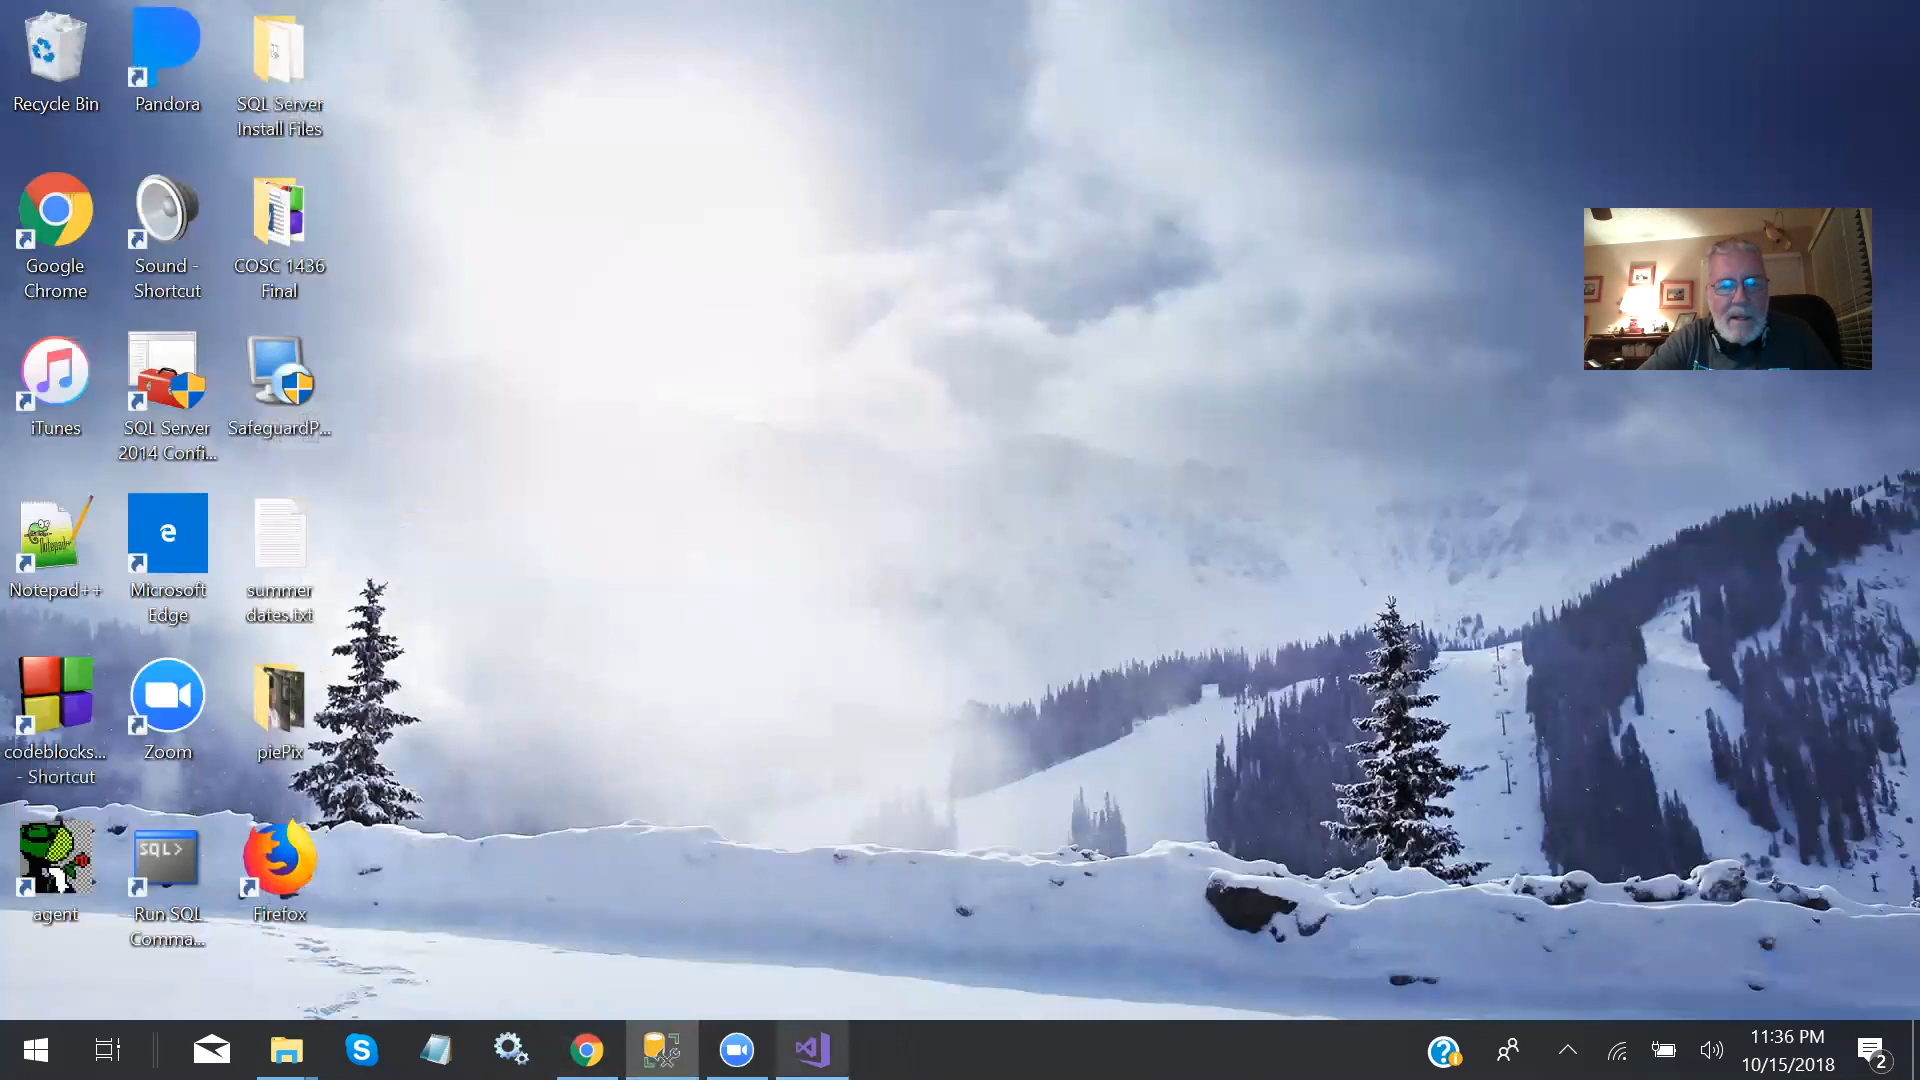 Recycle Bin
Pandora
SQL Server
Install Files
Google
Chrome
Sound -
Shortcut
COSC 1436
Final
iTunes
SQL Server
2014 Confi...
SafeguardP...
Notepad++
Microsoft
Edge
summer
dates.txt
codeblocks...
- Shortcut
Zoom
piePix
agent
SQL>
Run SQL
Comma...
Firefox
11:36 PM
10/15/2018
2